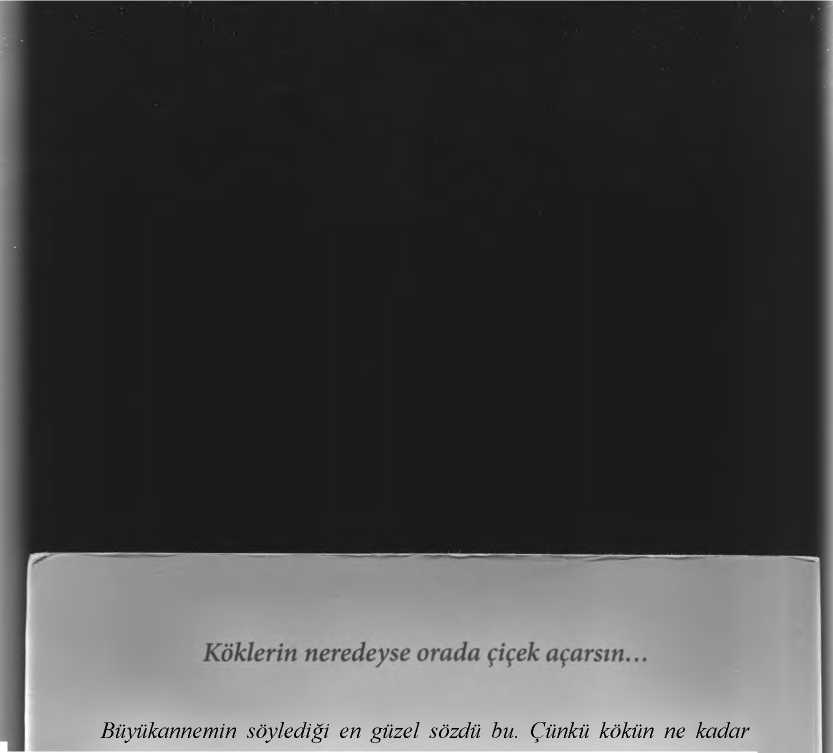 Köklerin neredeyse orada çiçek açarsın...
Büyükannemin söylediği en güzel sözdü bu. Çünkü kökün ne kadar